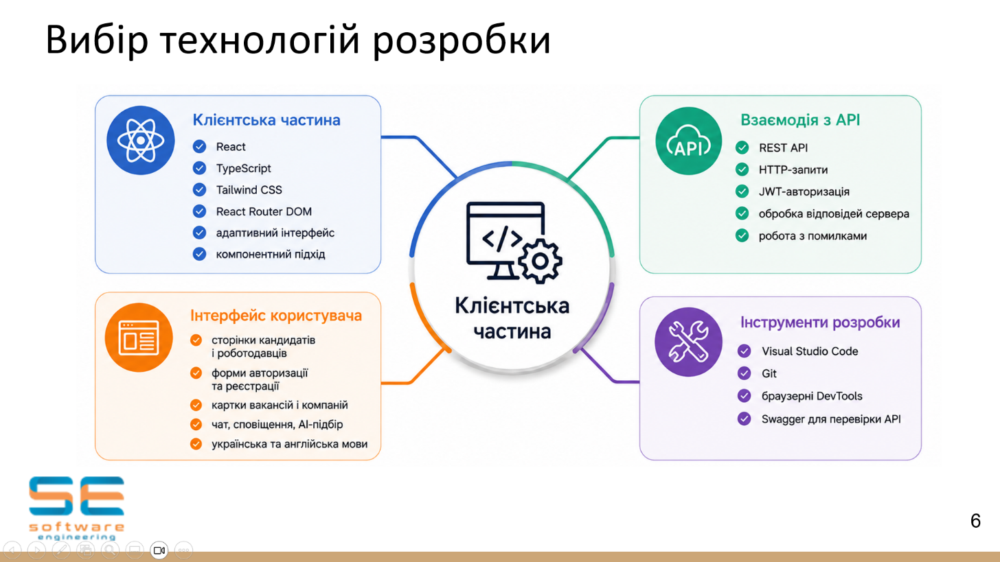 Вибір технологій розробки
Клієнтська частина
React
TypeScript
Tailwind CSS
React Router DOM
адаптивний інтерфейс
компонентний підхід
Взаємодія з API
API
REST API
HTTP-запити
JWT-авторизація
обробка відповідей сервера
робота з помилками
Клієнтська
частина
Інтерфейс користувача
сторінки кандидатів
і роботодавців
форми авторизації
та реєстрації
картки вакансій і компаній
чат, сповіщення, AI-підбір
українська та англійська мови
Інструменти розробки
Visual Studio Code
Git
браузерні DevTools
Swagger для перевірки API
SE
software
engineering
6